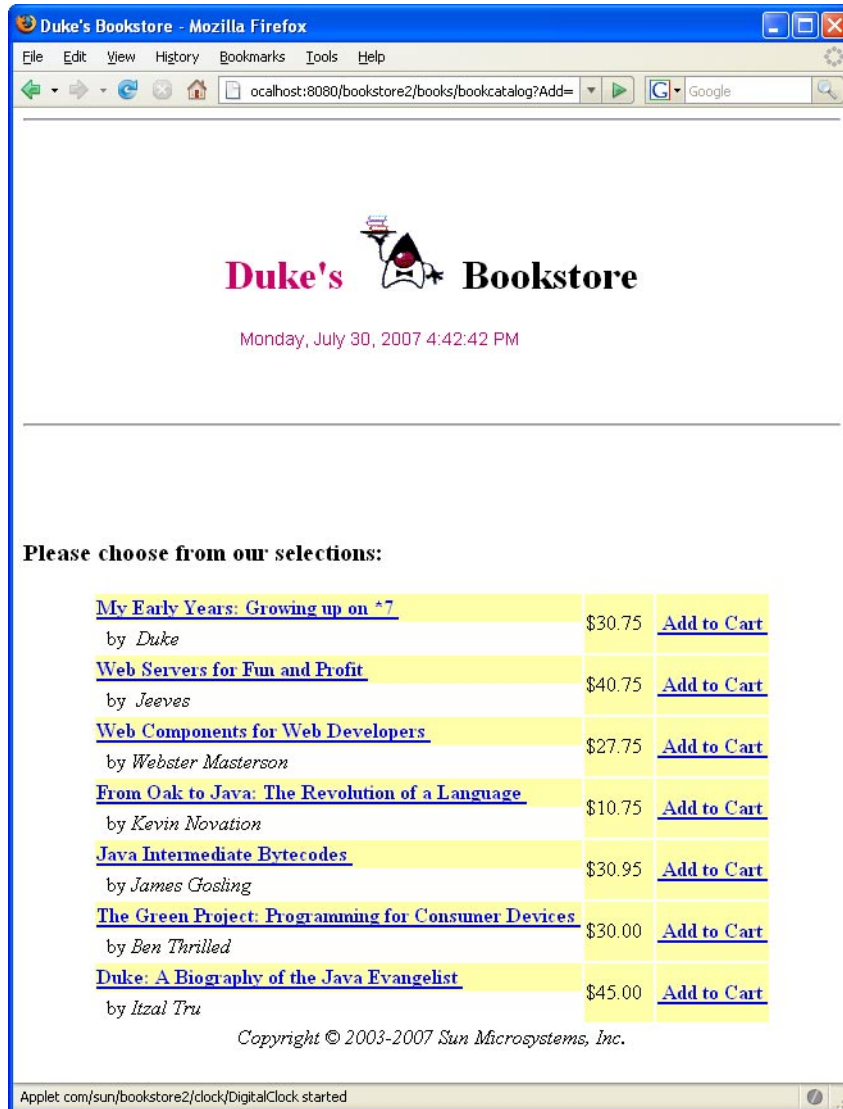 Duke's Bookstore - Mozilla Firefox
File Edit View History Bookmarks Tools Help
ocalhost:8080/bookstore2/books/bookcatalog?Add= G Google
Duke's Bookstore
Monday, July 30, 2007 4:42:42 PM
Please choose from our selections:
My Early Years: Growing up on *7
by Duke
$30.75 Add to Cart
Web Servers for Fun and Profit
by Jeeves
$40.75 Add to Cart
Web Components for Web Developers
by Webster Masterson
$27.75 Add to Cart
From Oak to Java: The Revolution of a Language
by Kevin Novation
$10.75 Add to Cart
Java Intermediate Bytecodes
by James Gosling
$30.95 Add to Cart
The Green Project: Programming for Consumer Devices
by Ben Thrilled
$30.00 Add to Cart
Duke: A Biography of the Java Evangelist
by Itzal Tru
$45.00 Add to Cart
Copyright © 2003-2007 Sun Microsystems, Inc.
Applet com/sun/bookstore2/clock/DigitalClock started